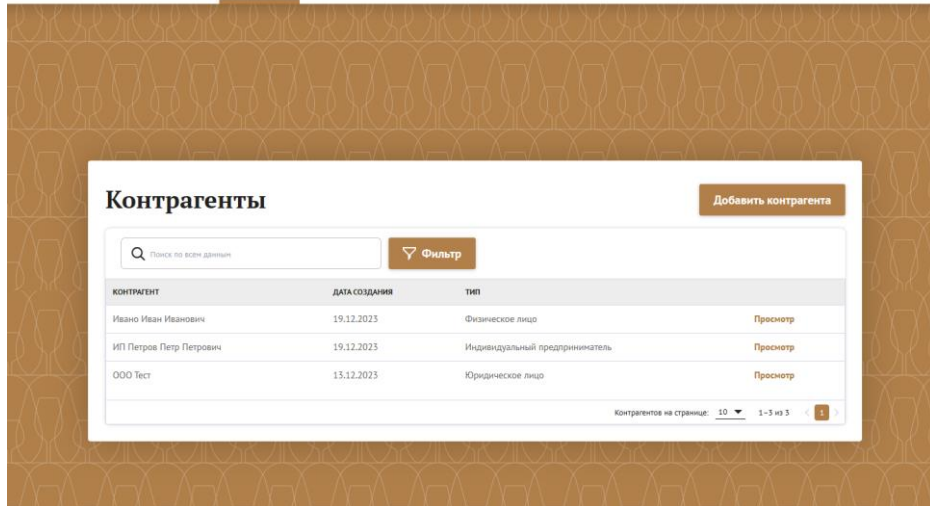 Контрагенты
Добавить контрагента
Поиск по всем данным
Фильтр
КОНТРАГЕНТ ДАТА СОЗДАНИЯ ТИП
Ивано Иван Иванович 19.12.2023 Физическое лицо Просмотр
ИП Петров Петр Петрович 19.12.2023 Индивидуальный предприниматель Просмотр
ООО Тест 13.12.2023 Юридическое лицо Просмотр
Контрагентов на странице: 10 1–3 из 3 1